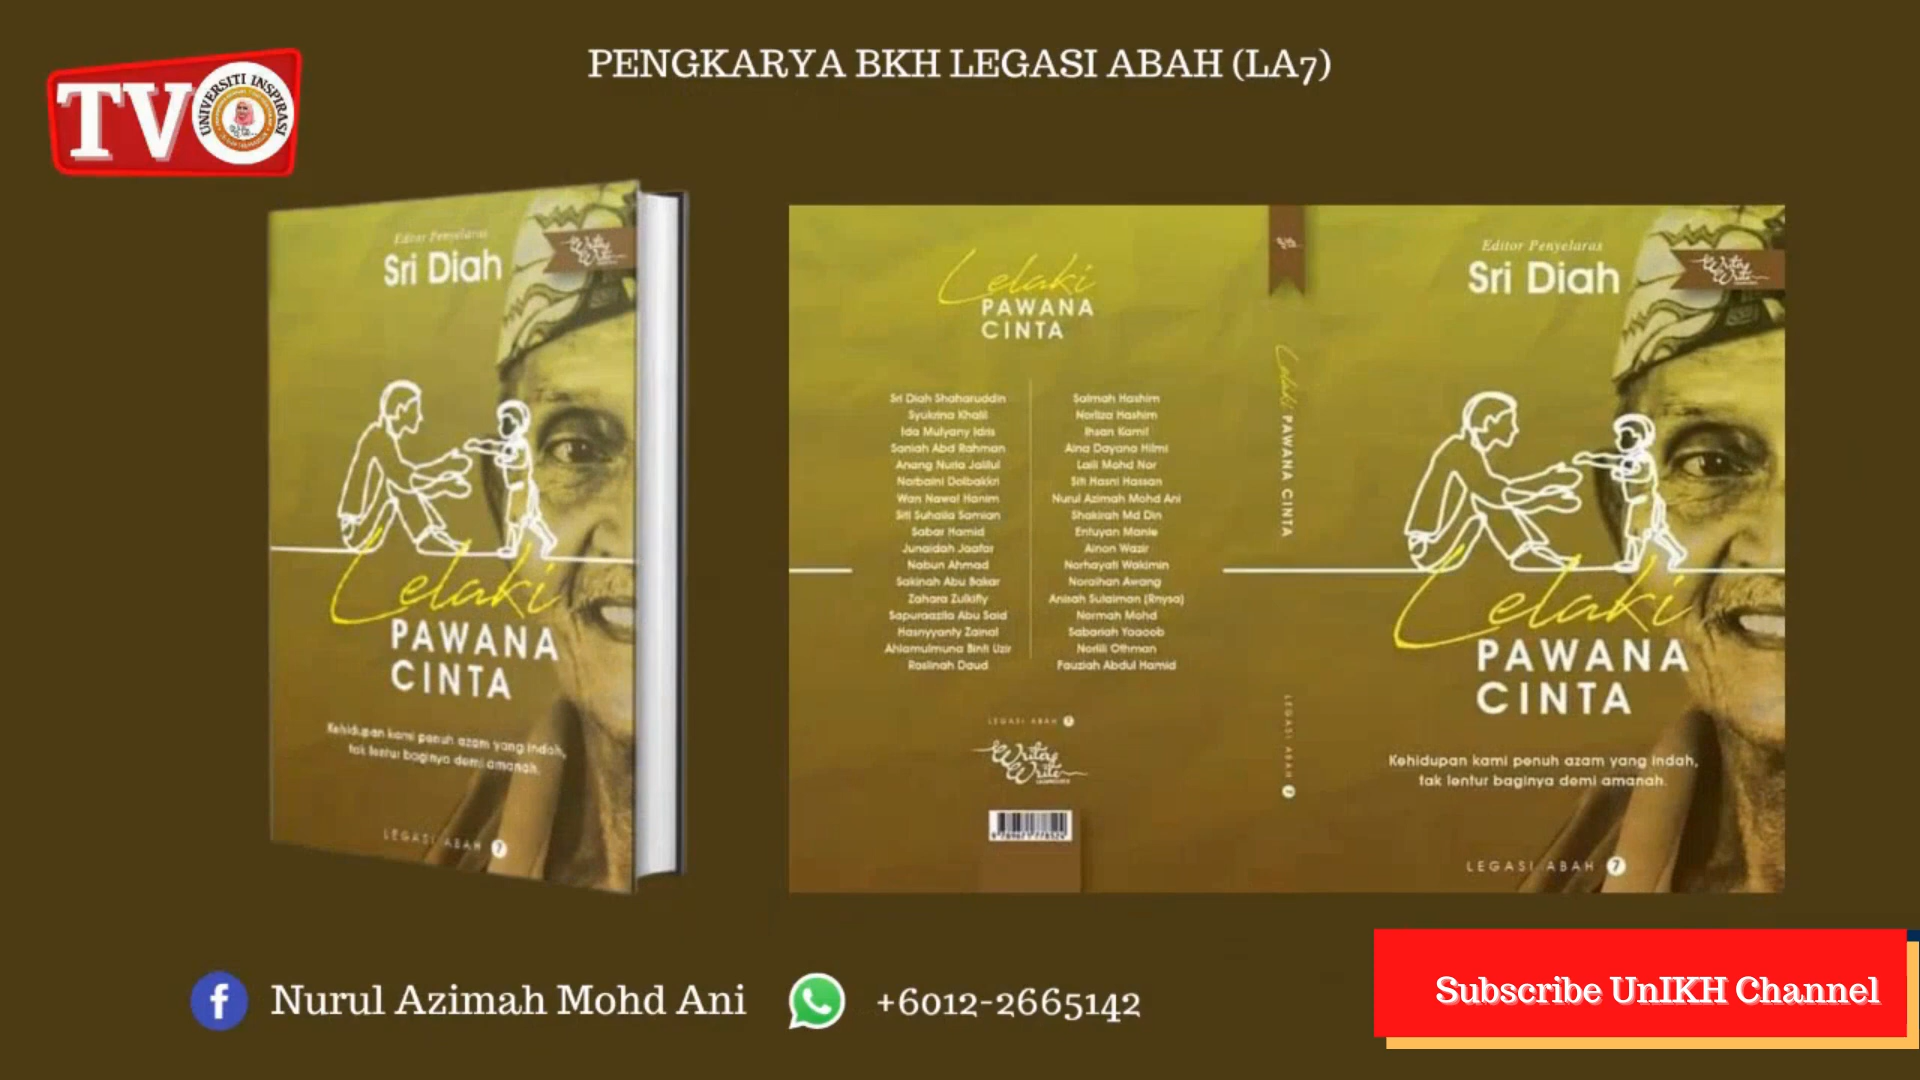 PENGKARYA BKH LEGASI ABAH (LA7)
TV
UNIVERSITI INSPIRASI
Editor Penyelaras
Sri Diah
Lelaki
PAWANA
CINTA
Kehidupan kami penuh azam yang indah,
tak lentur baginya demi amanah.
LEGASI ABAH 7
Lelaki
PAWANA
CINTA
Sri Diah Shaharuddin
Syukrina Khalil
Ida Mulyany Idris
Saniah Abd Rahman
Anang Nuria Jalilul
Norbaini Dolbakkri
Wan Nawal Hanim
Siti Suhaila Samian
Sabar Hamid
Junaidah Jaafar
Nabun Ahmad
Sakinah Abu Bakar
Zahara Zulkifly
Sapuraazila Abu Said
Hasnyyanty Zainal
Ahlamulmuna Binti Uzir
Roslinah Daud
Salmah Hashim
Norliza Hashim
Ihsan Kamil
Aina Dayana Hilmi
Laili Mohd Nor
Siti Hasni Hassan
Nurul Azimah Mohd Ani
Shakirah Md Din
Entuyan Manie
Ainon Wazir
Norhayati Wakimin
Noraihan Awang
Anisah Sulaiman (Rnysa)
Normah Mohd
Sabariah Yaacob
Norlili Othman
Fauziah Abdul Hamid
LEGASI ABAH 7
Writers
Write
Lelaki PAWANA CINTA
LEGASI ABAH 7
Editor Penyelaras
Sri Diah
Writers
Write
Lelaki
PAWANA
CINTA
Kehidupan kami penuh azam yang indah,
tak lentur baginya demi amanah.
LEGASI ABAH 7
Nurul Azimah Mohd Ani
+6012-2665142
Subscribe UnIKH Channel